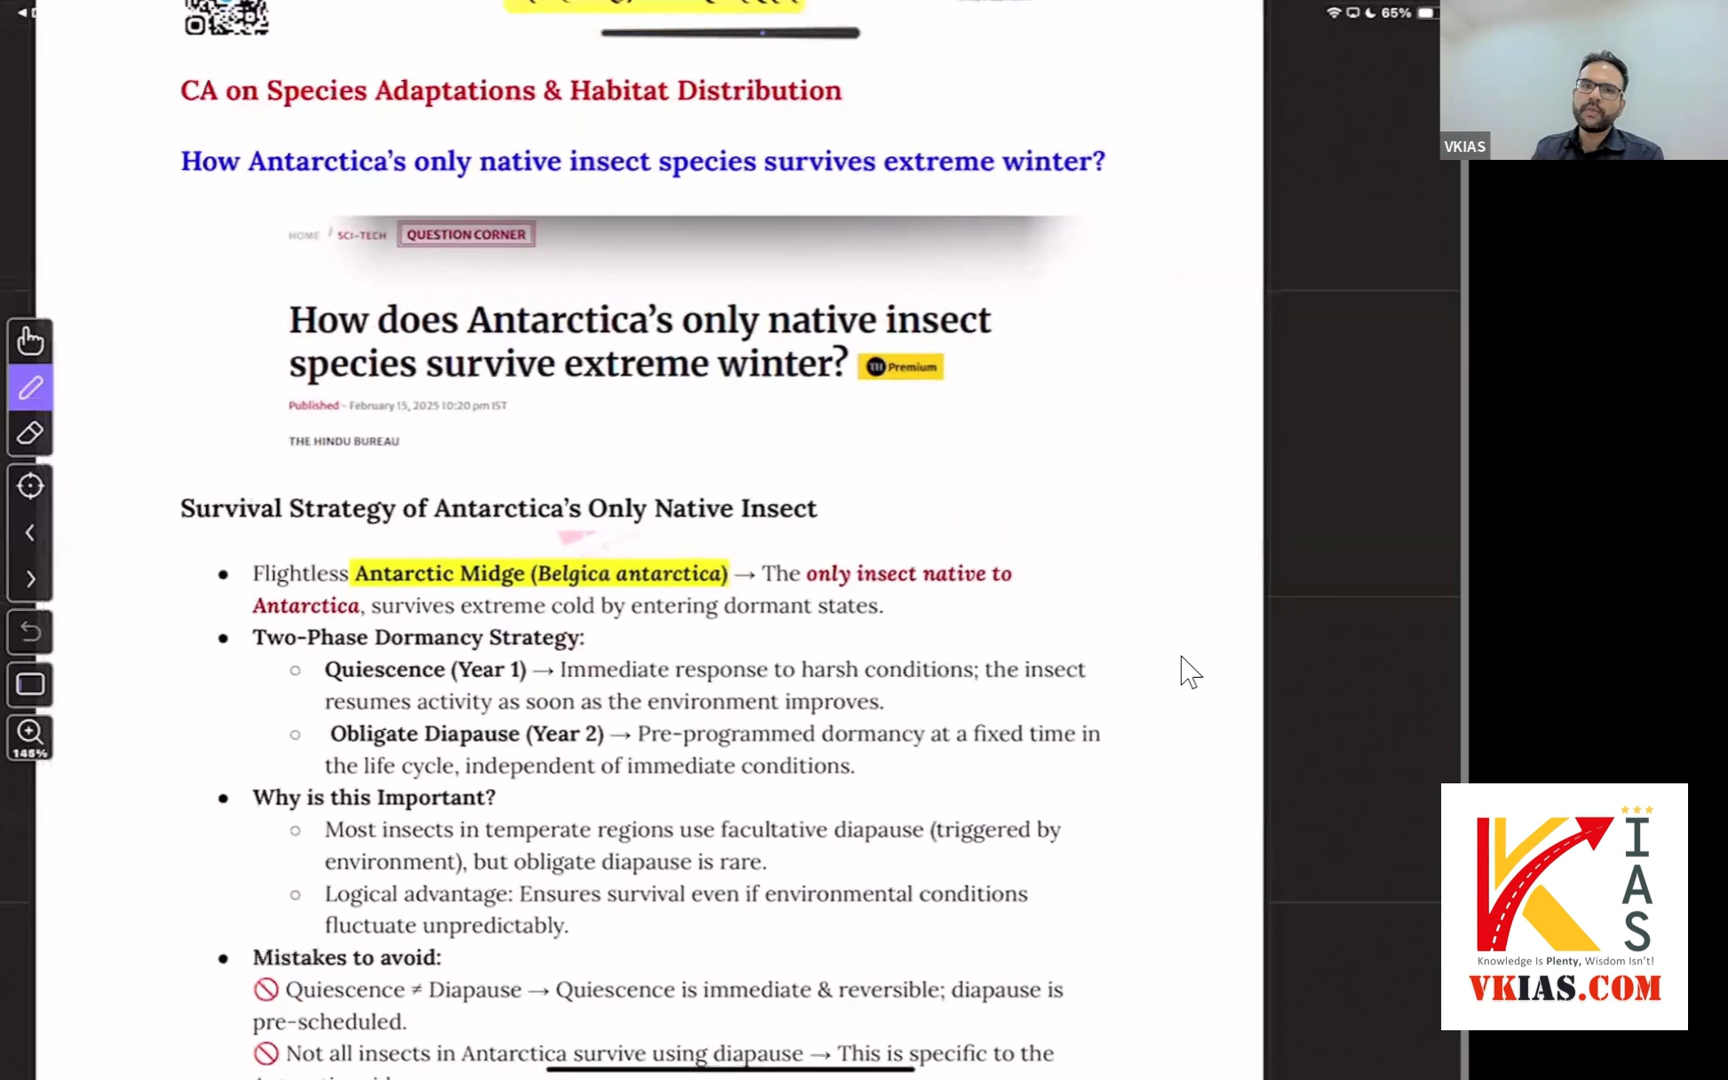 65%
CA on Species Adaptations & Habitat Distribution
VKIAS
How Antarctica's only native insect species survives extreme winter?
HOME / SCI-TECH QUESTION CORNER
How does Antarctica's only native insect
species survive extreme winter? TH Premium
Published - February 15, 2025 10:20 pm IST
THE HINDU BUREAU
Survival Strategy of Antarctica's Only Native Insect
● Flightless Antarctic Midge (Belgica antarctica) → The only insect native to
Antarctica, survives extreme cold by entering dormant states.
● Two-Phase Dormancy Strategy:
○ Quiescence (Year 1) → Immediate response to harsh conditions; the insect
resumes activity as soon as the environment improves.
○ Obligate Diapause (Year 2) → Pre-programmed dormancy at a fixed time in
the life cycle, independent of immediate conditions.
● Why is this Important?
○ Most insects in temperate regions use facultative diapause (triggered by
environment), but obligate diapause is rare.
○ Logical advantage: Ensures survival even if environmental conditions
fluctuate unpredictably.
● Mistakes to avoid:
🚫 Quiescence ≠ Diapause → Quiescence is immediate & reversible; diapause is
pre-scheduled.
🚫 Not all insects in Antarctica survive using diapause → This is specific to the
146%
K IAS
Knowledge Is Plenty, Wisdom Isn't!
VKIAS.COM